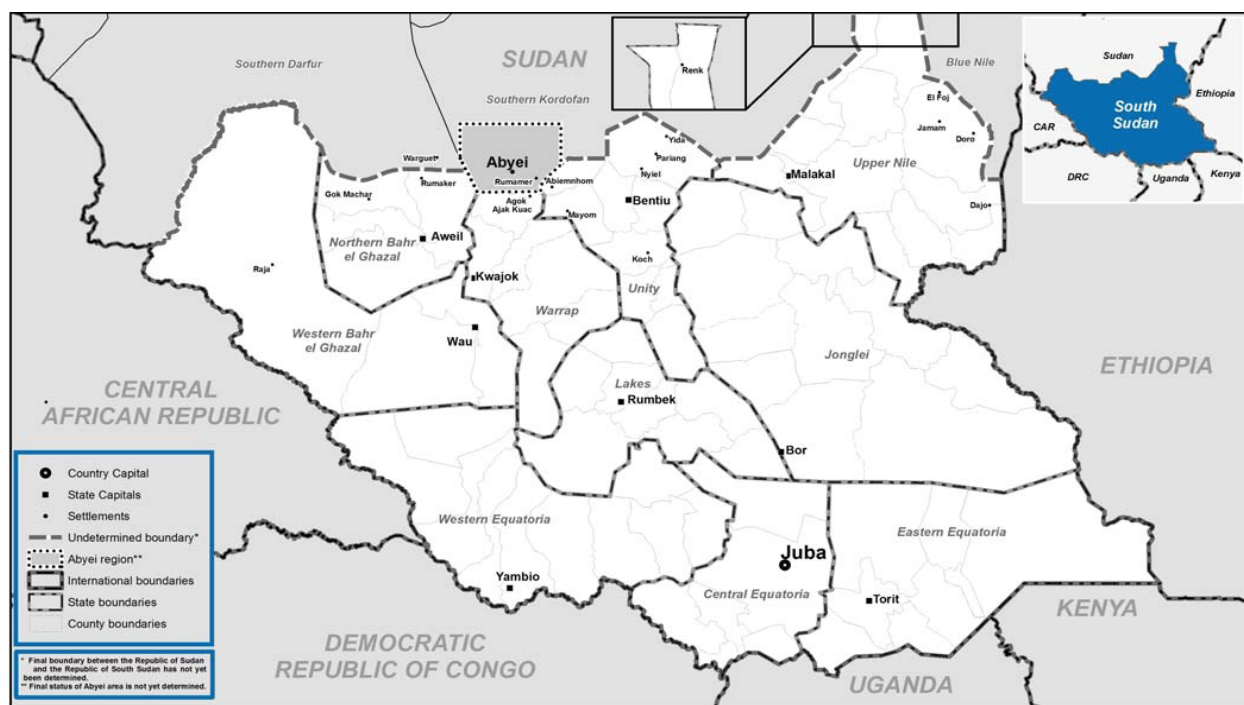 SUDAN
Southern Darfur
Southern Kordofan
Blue Nile
Renk
Sudan
Ethiopia
South
Sudan
CAR
DRC
Uganda
Kenya
El Foj
Jamam
Doro
Upper Nile
Malakal
Dajo
Yida
Pariang
Nyiel
Bentiu
Warguet
Abyei
Rumamer
Abiemnhom
Rumaker
Gok Machar
Agok
Ajak Kuac
Mayom
Northern Bahr
el Ghazal
Aweil
Koch
Raja
Kwajok
Unity
Warrap
Western Bahr
el Ghazal
Wau
Jonglei
ETHIOPIA
Lakes
Rumbek
CENTRAL
AFRICAN REPUBLIC
Bor
Western Equatoria
Eastern Equatoria
Juba
Yambio
Central Equatoria
Torit
KENYA
DEMOCRATIC
REPUBLIC OF CONGO
UGANDA
Country Capital
State Capitals
Settlements
Undetermined boundary*
Abyei region**
International boundaries
State boundaries
County boundaries
* Final boundary between the Republic of Sudan
and the Republic of South Sudan has not yet
been determined.
** Final status of Abyei area is not yet determined.